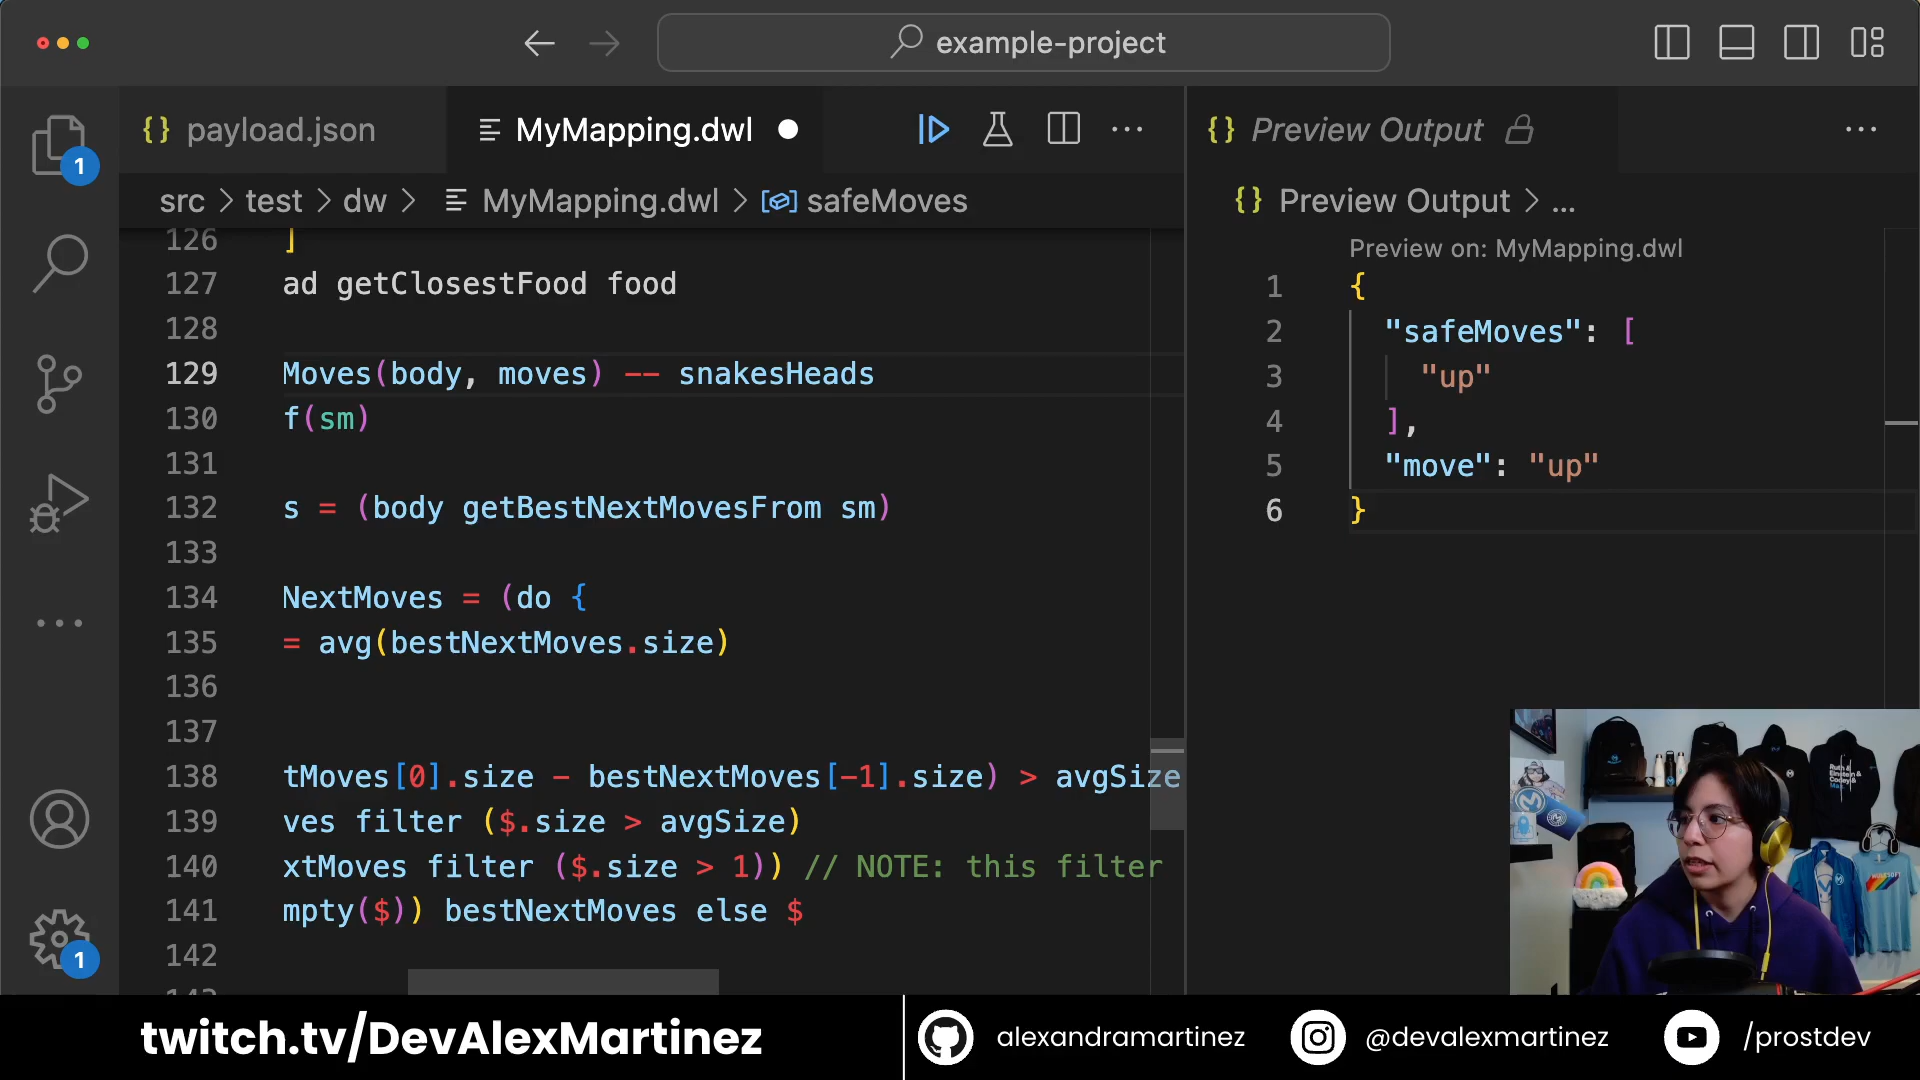 example-project
payload.json
MyMapping.dwl
Preview Output
1
src > test > dw > MyMapping.dwl > safeMoves
Preview Output > ...
126 ]
127 ad getClosestFood food
128
129 Moves(body, moves) -- snakesHeads
130 f(sm)
131
132 s = (body getBestNextMovesFrom sm)
133
134 NextMoves = (do {
135 = avg(bestNextMoves.size)
136
137
138 tMoves[0].size - bestNextMoves[-1].size) > avgSize
139 ves filter ($.size > avgSize)
140 xtMoves filter ($.size > 1)) // NOTE: this filter
141 mpty($)) bestNextMoves else $
142
Preview on: MyMapping.dwl
1 {
2 "safeMoves": [
3 "up"
4 ],
5 "move": "up"
6 }
1
twitch.tv/DevAlexMartinez
alexandramartinez
@devalexmartinez
/prostdev